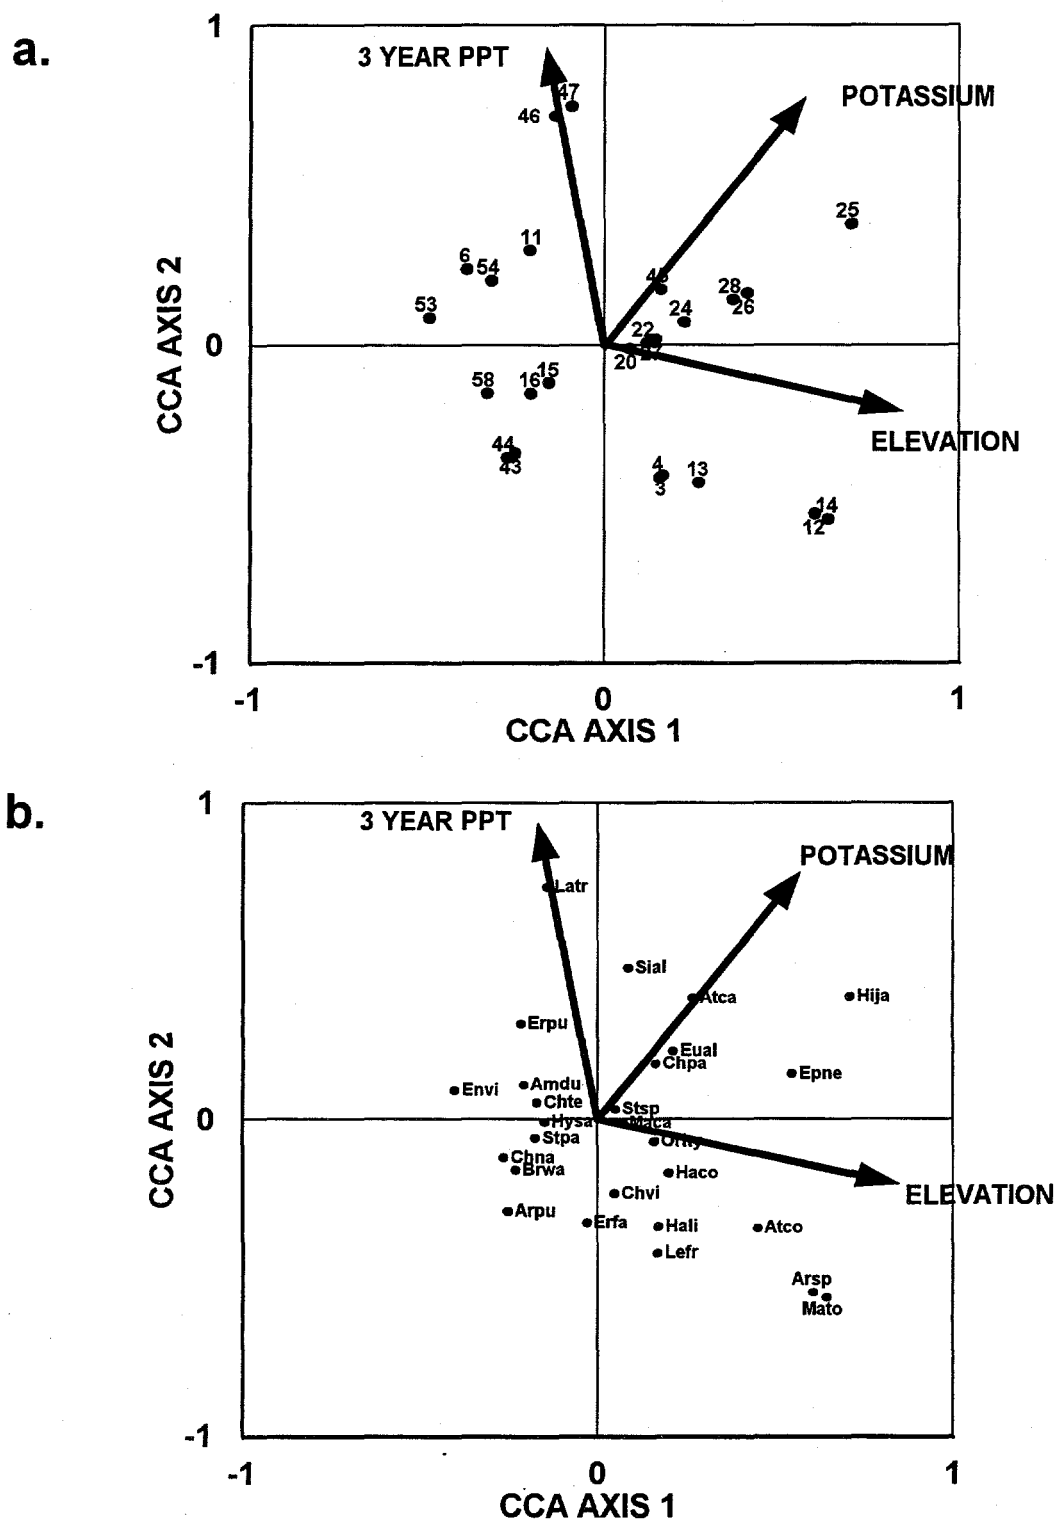 a.
1
3 YEAR PPT
POTASSIUM
47
46
25
11
6
54
53
28
26
24
22
20
0
CCA AXIS 2
15
58
16
44
43
ELEVATION
4
13
3
14
12
-1
-1
0
1
CCA AXIS 1
b.
1
3 YEAR PPT
POTASSIUM
Latr
Sial
Atca
Hija
Erpu
Eual
Chpa
Epne
Envi
Amdu
Chte
Stsp
0
Hysa
Maca
Stpa
Chna
Brwa
Haco
CCA AXIS 2
Chvi
ELEVATION
Arpu
Erfa
Hali
Atco
Lefr
Arsp
Mato
-1
-1
0
1
CCA AXIS 1